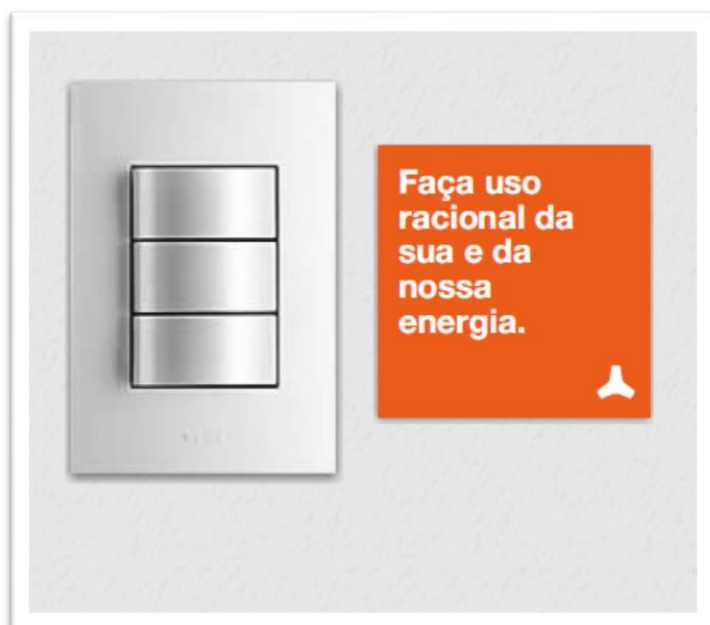 Faça uso
racional da
sua e da
nossa
energia.